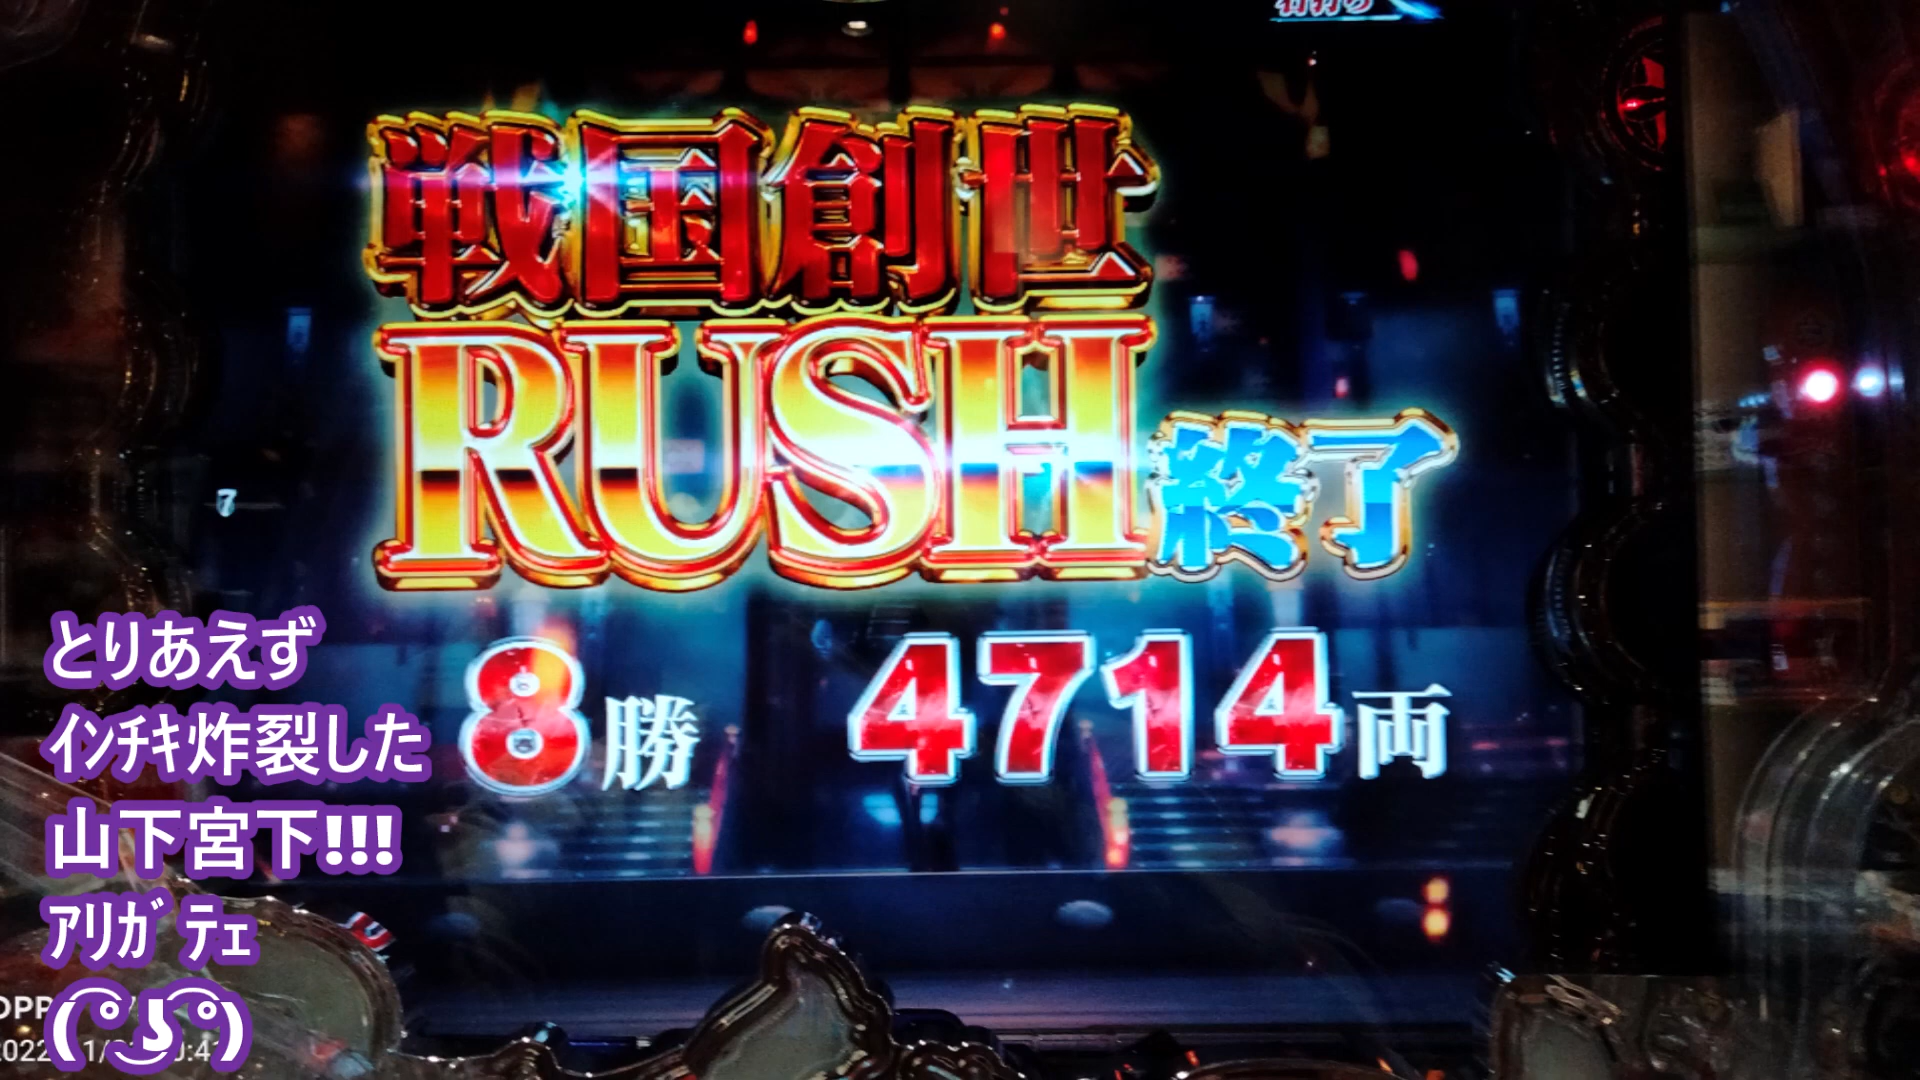 戦国創世
RUSH終了
8勝 4714両
7
とりあえず
ｲﾝﾁｷ炸裂した
山下宮下!!!
ｱﾘｶﾞﾃｪ
( ͡° ͜ʖ ͡°)